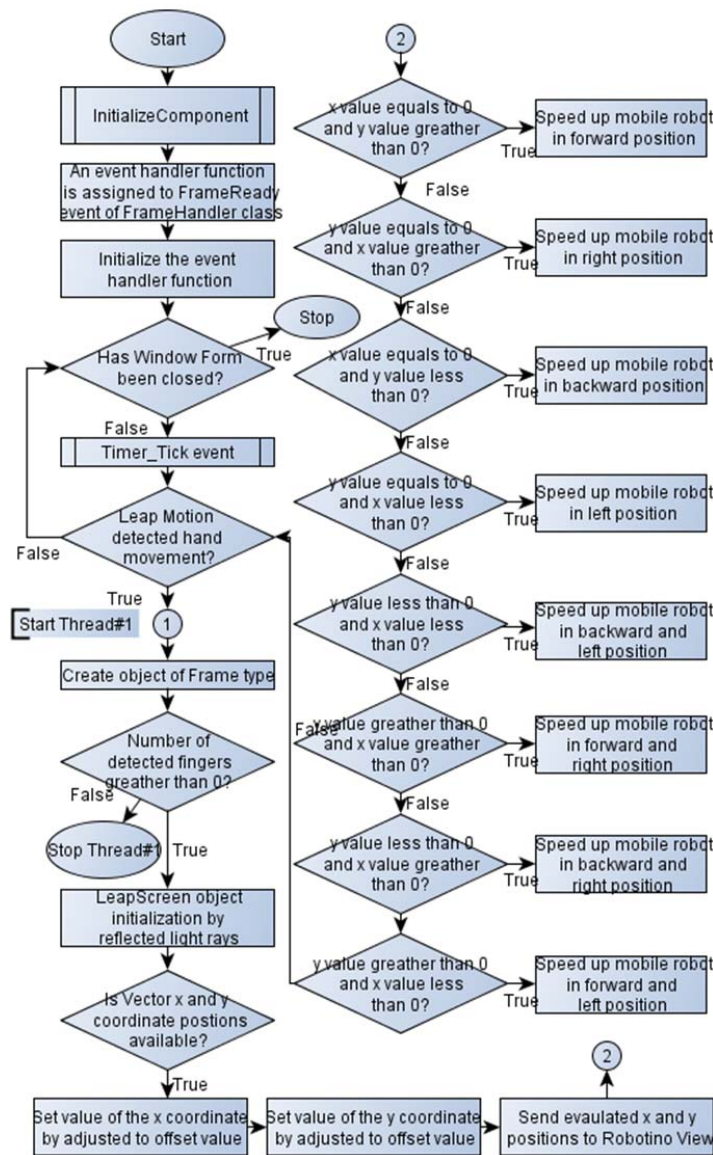 Start
InitializeComponent
An event handler function
is assigned to FrameReady
event of FrameHandler class
Initialize the event
handler function
Stop
True
Has Window Form
been closed?
False
Timer_Tick event
Leap Motion
detected hand
movement?
False
True
Start Thread#1
1
Create object of Frame type
Number of
detected fingers
greather than 0?
False
Stop Thread#1
True
LeapScreen object
initialization by
reflected light rays
Is Vector x and y
coordinate postions
available?
True
Set value of the x coordinate
by adjusted to offset value
Set value of the y coordinate
by adjusted to offset value
Send evaulated x and y
positions to Robotino View
2
2
x value equals to 0
and y value greather
than 0?
True
Speed up mobile robot
in forward position
False
y value equals to 0
and x value greather
than 0?
True
Speed up mobile robot
in right position
False
x value equals to 0
and y value less
than 0?
True
Speed up mobile robot
in backward position
False
y value equals to 0
and x value less
than 0?
True
Speed up mobile robot
in left position
False
y value less than 0
and x value less
than 0?
True
Speed up mobile robot
in backward and
left position
False
False
y value greather than 0
and x value greather
than 0?
True
Speed up mobile robot
in forward and
right position
False
y value less than 0
and x value greather
than 0?
True
Speed up mobile robot
in backward and
right position
y value greather than 0
and x value less
than 0?
True
Speed up mobile robot
in forward and
left position